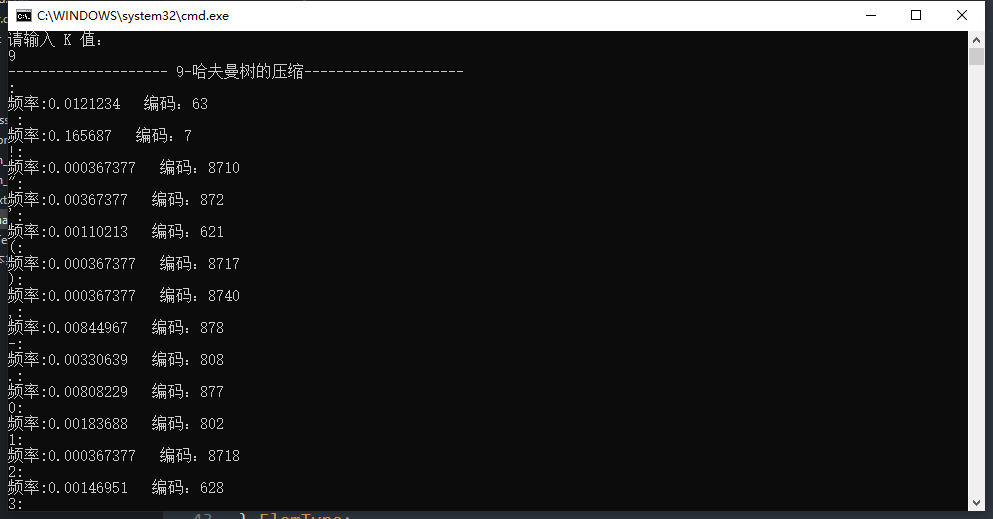 C:\WINDOWS\system32\cmd.exe
请输入 K 值:
9
-------------------- 9-哈夫曼树的压缩--------------------
:
频率:0.0121234   编码: 63
 :
频率:0.165687   编码: 7
!:
频率:0.000367377   编码: 8710
":
频率:0.00367377   编码: 872
':
频率:0.00110213   编码: 621
(:
频率:0.000367377   编码: 8717
):
频率:0.000367377   编码: 8740
,:
频率:0.00844967   编码: 878
-:
频率:0.00330639   编码: 808
.:
频率:0.00808229   编码: 877
0:
频率:0.00183688   编码: 802
1:
频率:0.000367377   编码: 8718
2:
频率:0.00146951   编码: 628
3: